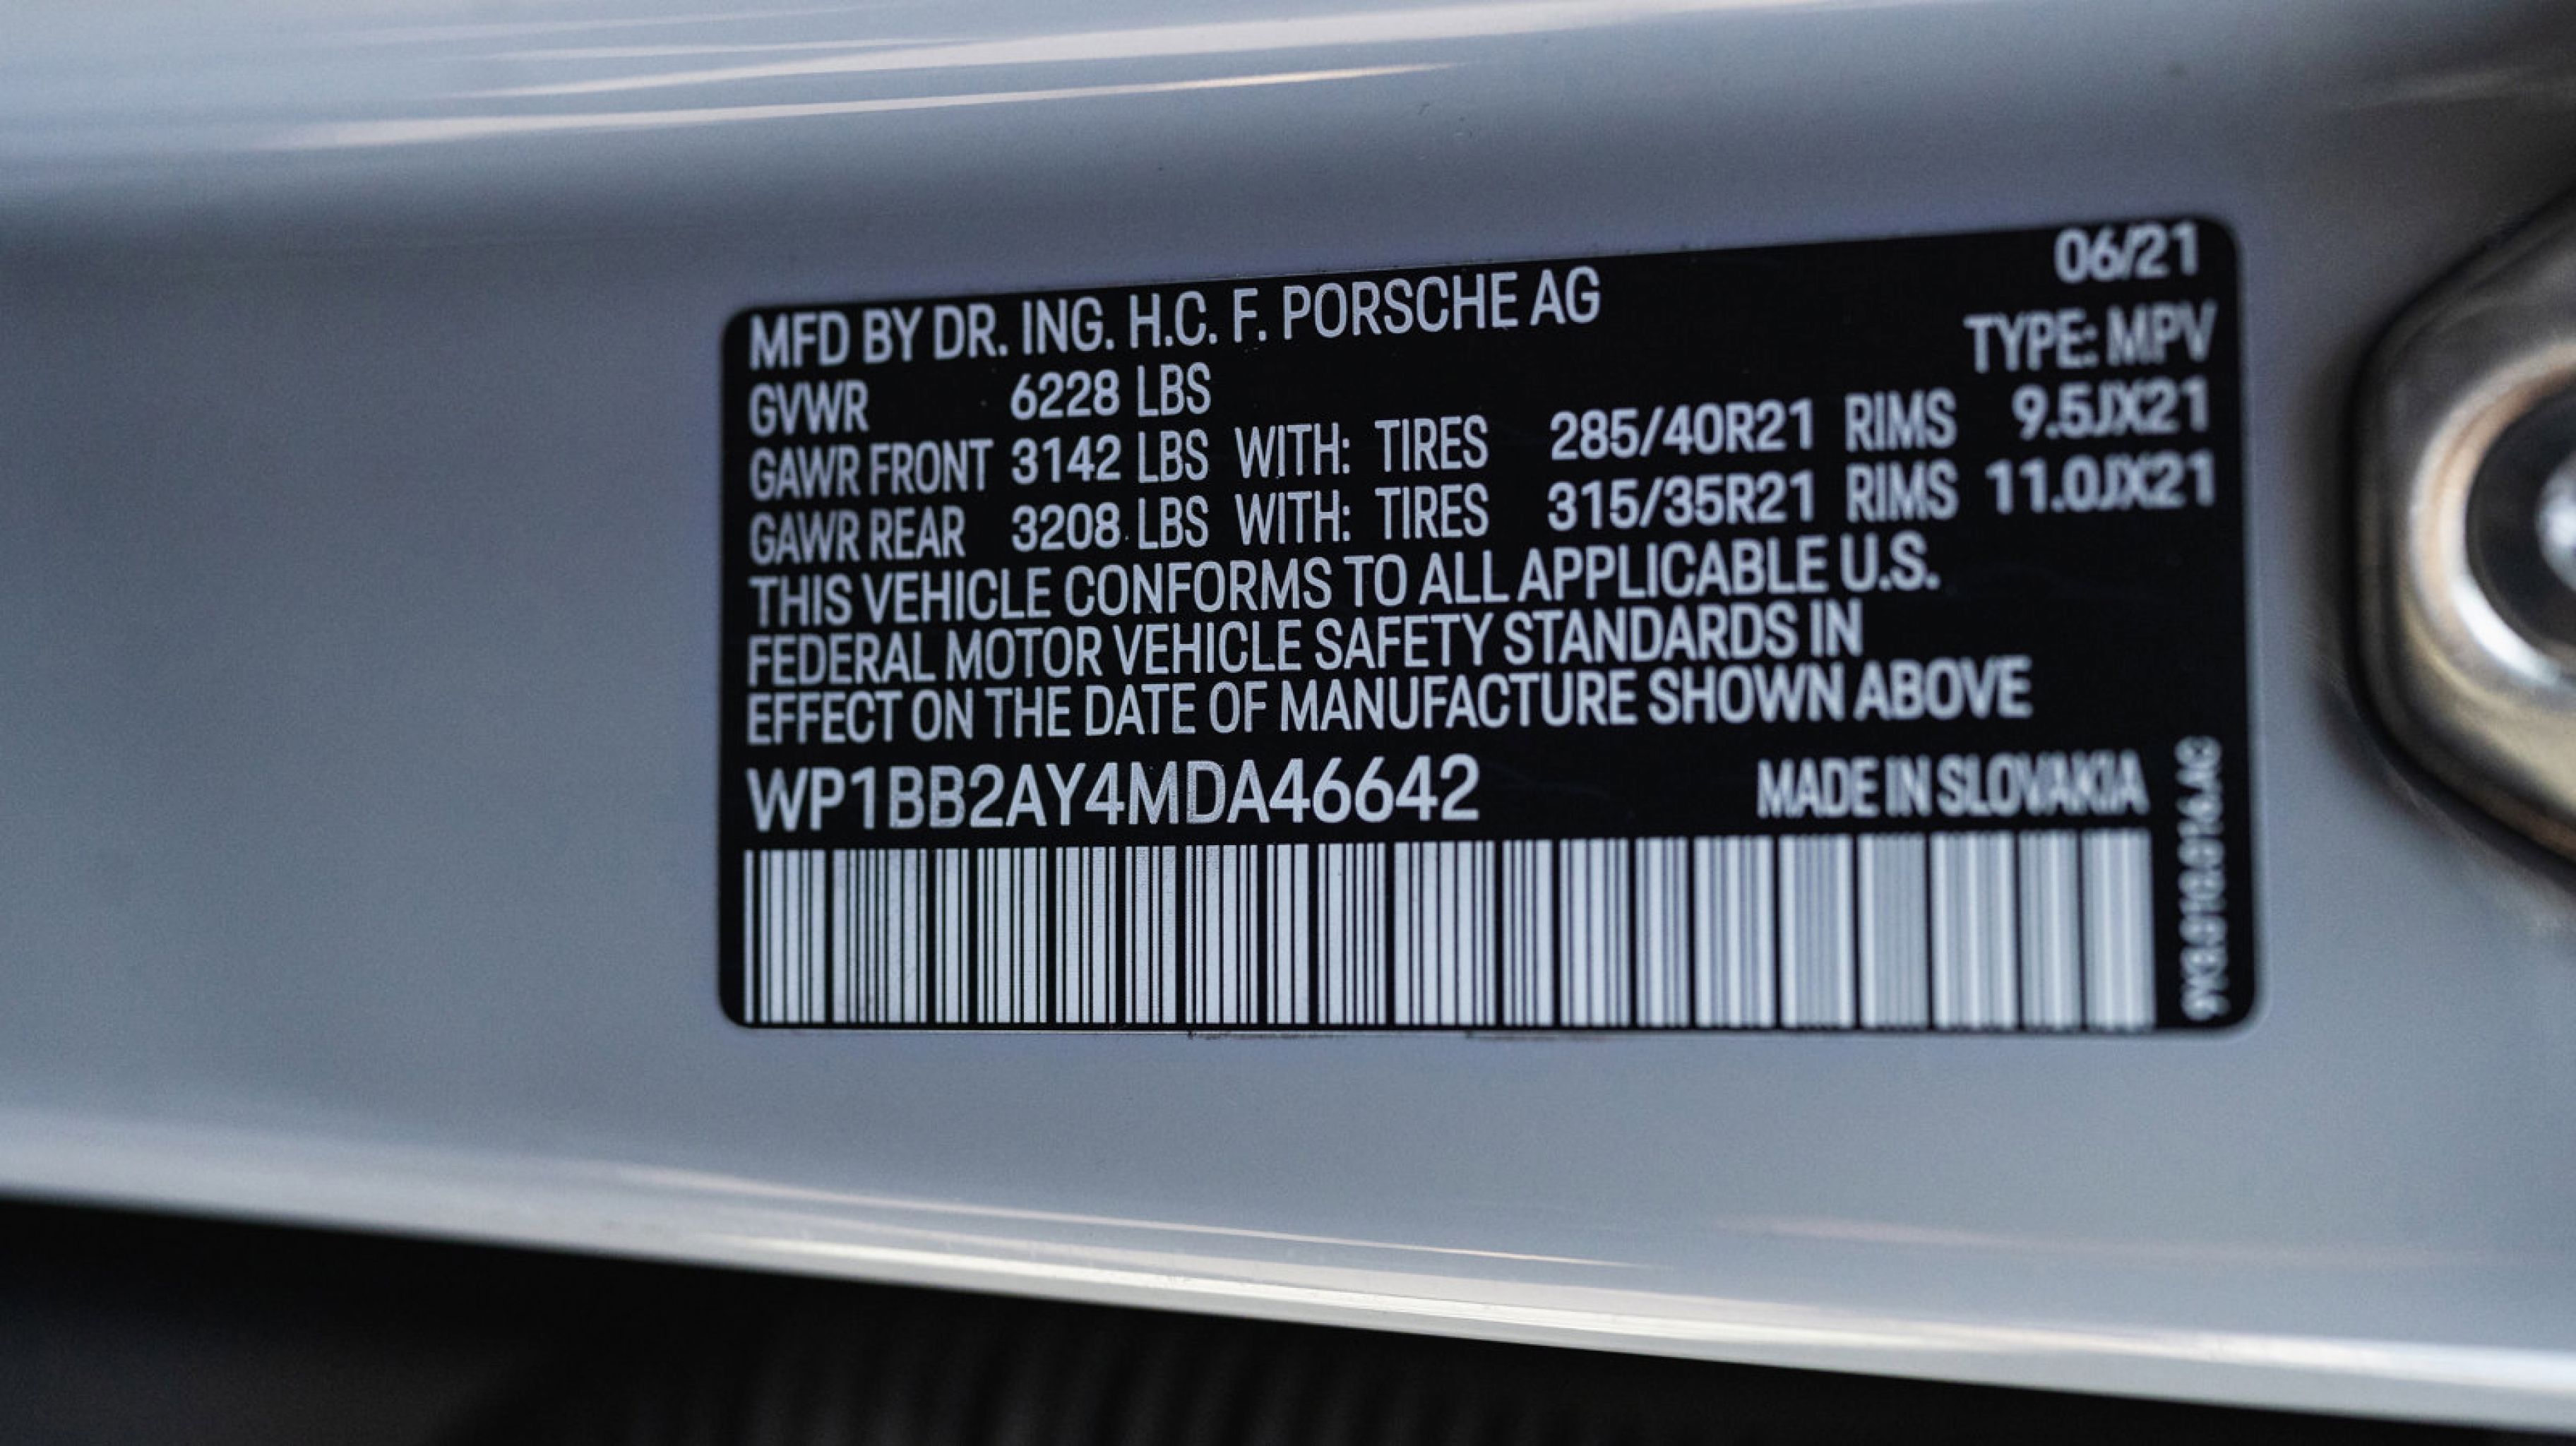 06/21
MFD BY DR. ING. H.C. F. PORSCHE AG
TYPE: MPV
GVWR 6228 LBS
GAWR FRONT 3142 LBS WITH: TIRES 285/40R21 RIMS 9.5JX21
GAWR REAR 3208 LBS WITH: TIRES 315/35R21 RIMS 11.0JX21
THIS VEHICLE CONFORMS TO ALL APPLICABLE U.S.
FEDERAL MOTOR VEHICLE SAFETY STANDARDS IN
EFFECT ON THE DATE OF MANUFACTURE SHOWN ABOVE
WP1BB2AY4MDA46642 MADE IN SLOVAKIA